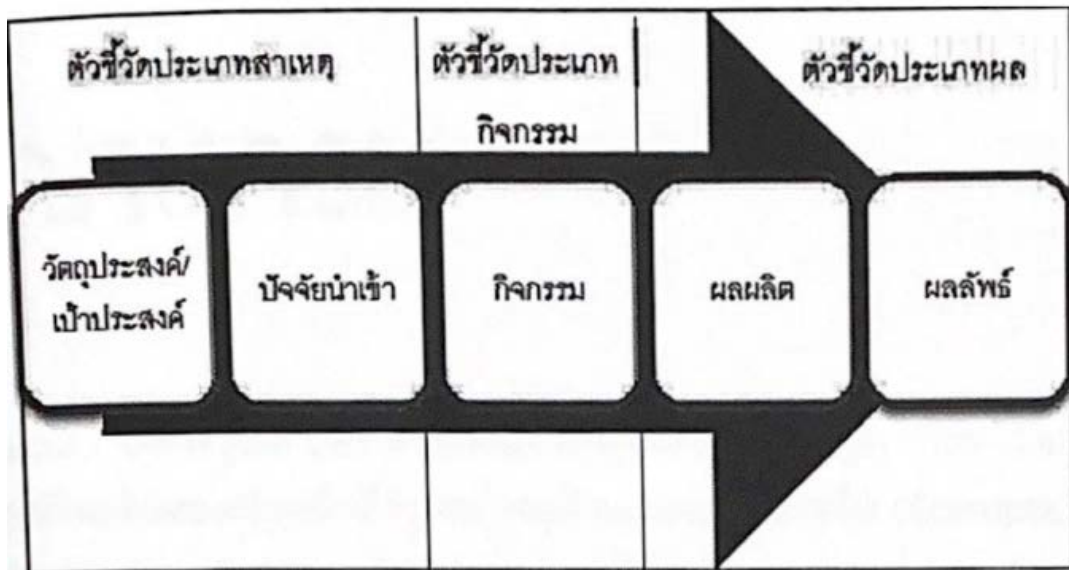 ตัวชี้วัดประเภทสาเหตุ
ตัวชี้วัดประเภท
กิจกรรม
ตัวชี้วัดประเภทผล
วัตถุประสงค์/
เป้าประสงค์
ปัจจัยนำเข้า
กิจกรรม
ผลผลิต
ผลลัพธ์